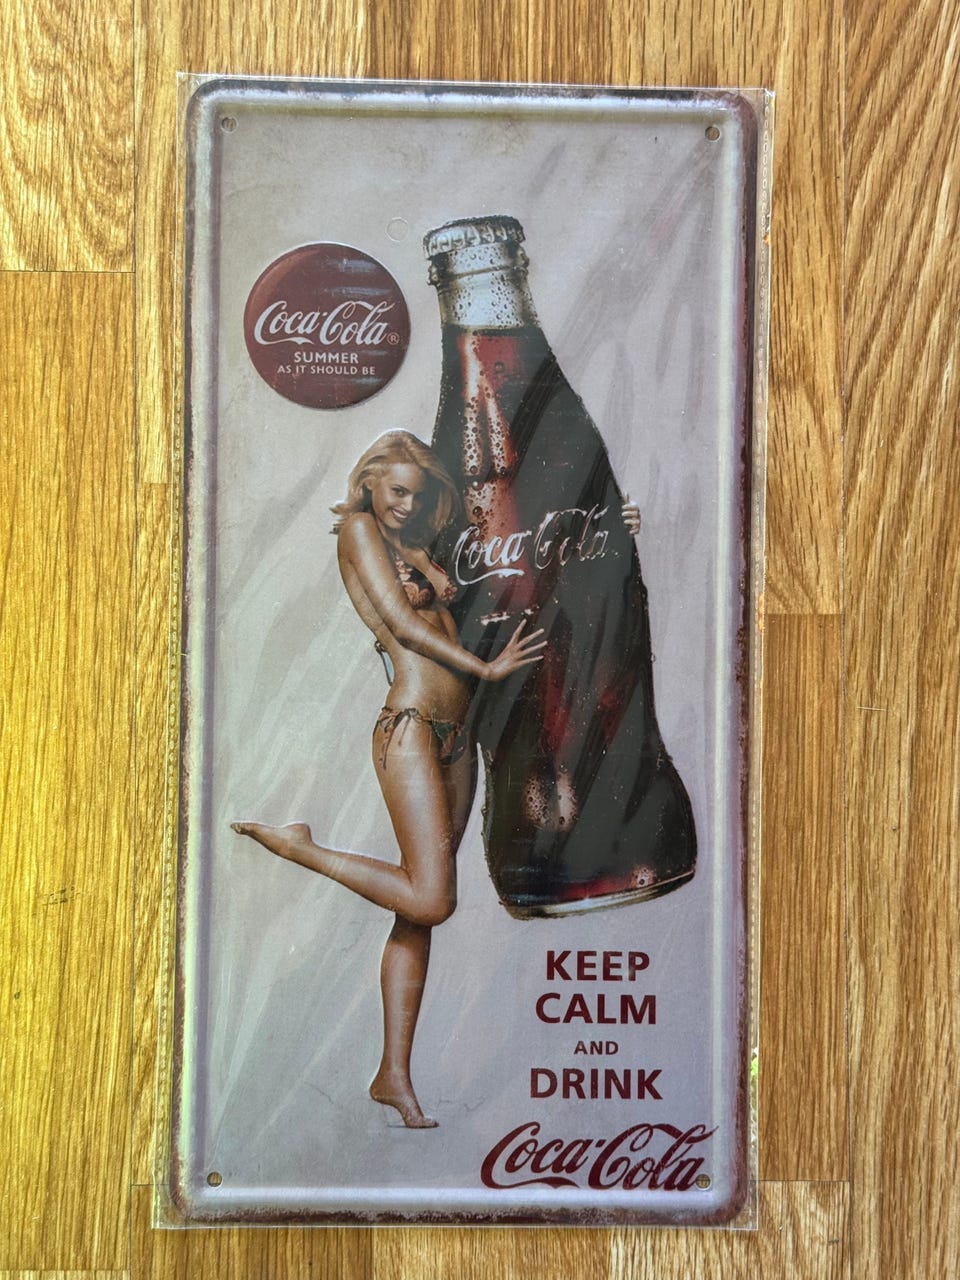 Coca-Cola®
SUMMER
AS IT SHOULD BE
Coca-Cola
KEEP
CALM
AND
DRINK
Coca-Cola